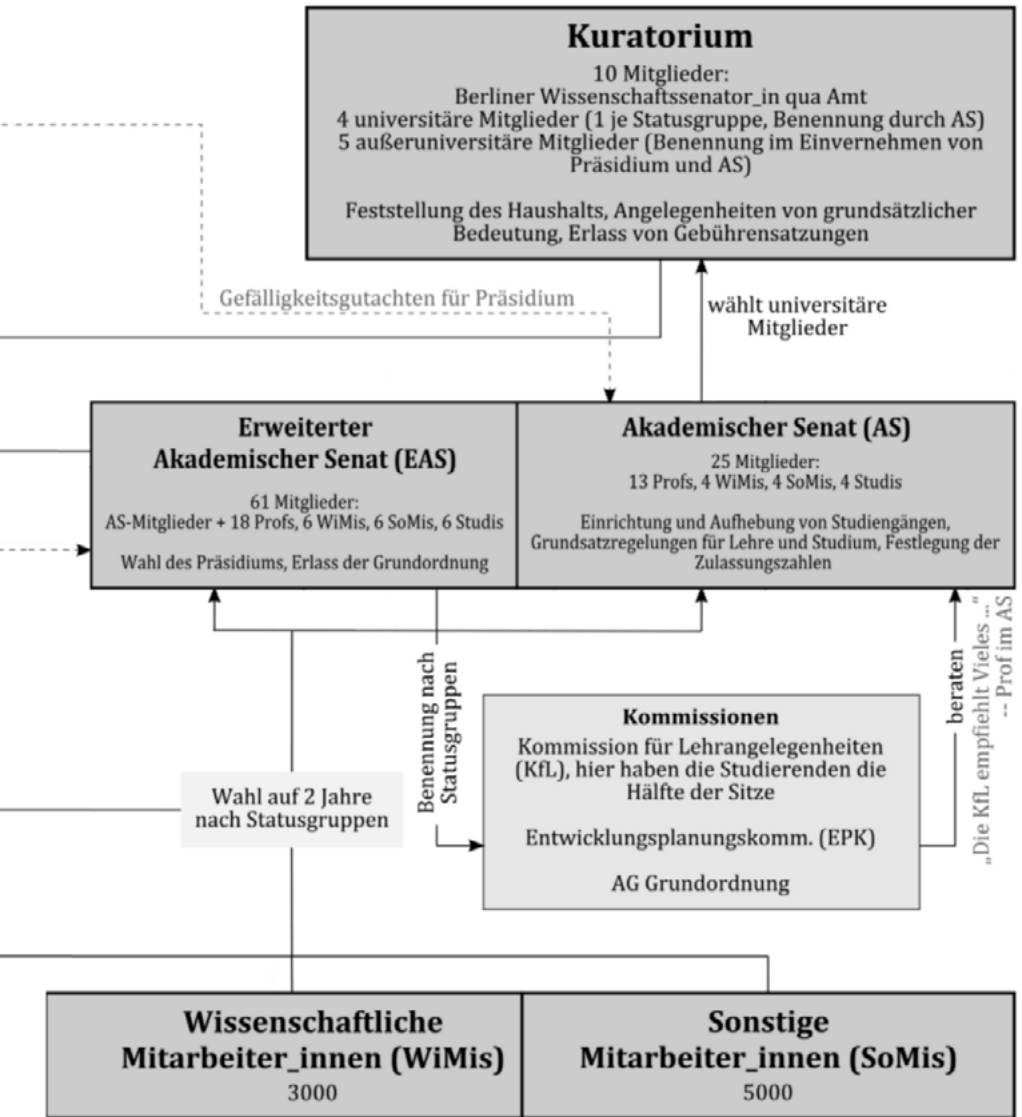 Kuratorium
10 Mitglieder:
Berliner Wissenschaftssenator_in qua Amt
4 universitäre Mitglieder (1 je Statusgruppe, Benennung durch AS)
5 außeruniversitäre Mitglieder (Benennung im Einvernehmen von
Präsidium und AS)
Feststellung des Haushalts, Angelegenheiten von grundsätzlicher
Bedeutung, Erlass von Gebührensatzungen
Gefälligkeitsgutachten für Präsidium
wählt universitäre
Mitglieder
Erweiterter
Akademischer Senat (EAS)
61 Mitglieder:
AS-Mitglieder + 18 Profs, 6 WiMis, 6 SoMis, 6 Studis
Wahl des Präsidiums, Erlass der Grundordnung
Akademischer Senat (AS)
25 Mitglieder:
13 Profs, 4 WiMis, 4 SoMis, 4 Studis
Einrichtung und Aufhebung von Studiengängen,
Grundsatzregelungen für Lehre und Studium, Festlegung der
Zulassungszahlen
Benennung nach
Statusgruppen
Kommissionen
Kommission für Lehrangelegenheiten
(KfL), hier haben die Studierenden die
Hälfte der Sitze
Entwicklungsplanungskomm. (EPK)
AG Grundordnung
beraten
„Die KfL empfiehlt Vieles ...“
-- Prof im AS
Wahl auf 2 Jahre
nach Statusgruppen
Wissenschaftliche
Mitarbeiter_innen (WiMis)
3000
Sonstige
Mitarbeiter_innen (SoMis)
5000